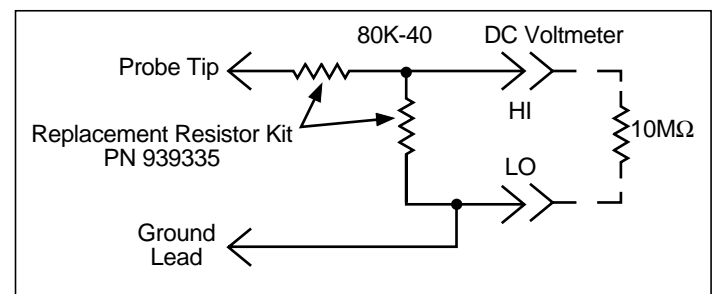 80K-40
DC Voltmeter
Probe Tip
HI
Replacement Resistor Kit
PN 939335
10MΩ
LO
Ground
Lead